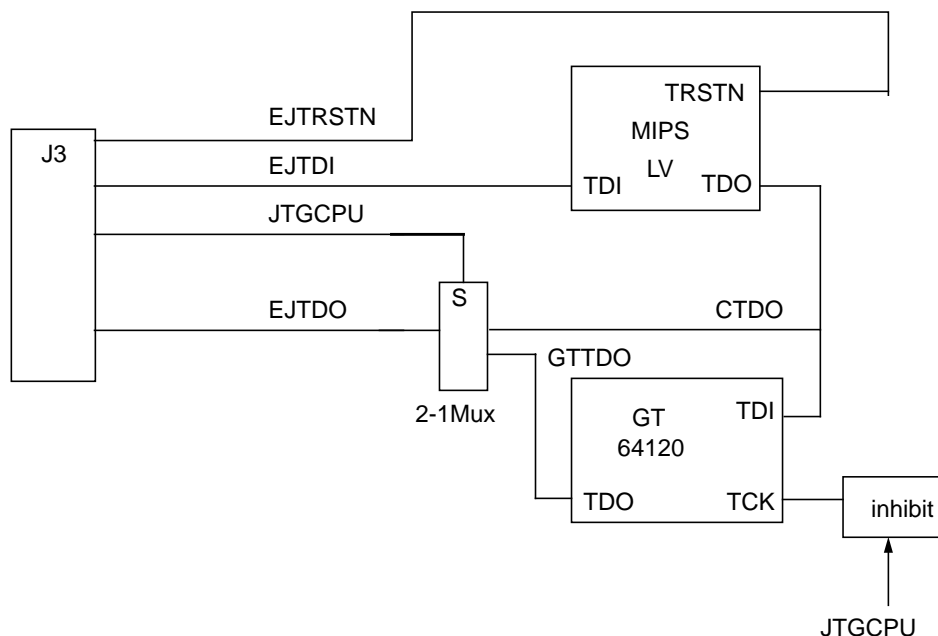 EJTRSTN
J3
EJTDI
JTGCPU
EJTDO
TRSTN
MIPS
LV
TDI
TDO
S
CTDO
GTTDO
2-1Mux
GT
64120
TDI
TDO
TCK
inhibit
JTGCPU